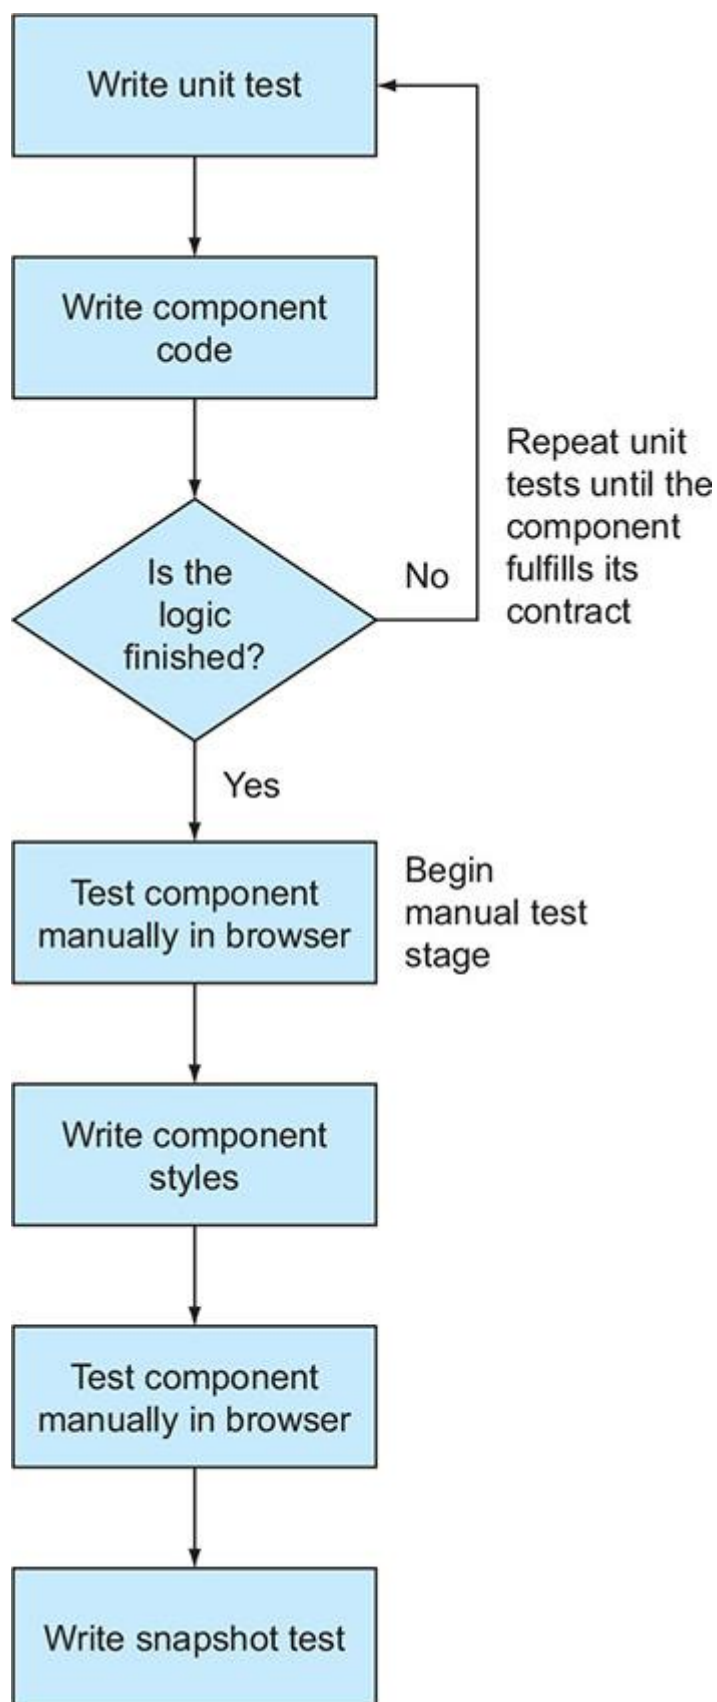 Write unit test
Write component
code
Is the
logic
finished?
No
Repeat unit
tests until the
component
fulfills its
contract
Yes
Test component
manually in browser
Begin
manual test
stage
Write component
styles
Test component
manually in browser
Write snapshot test